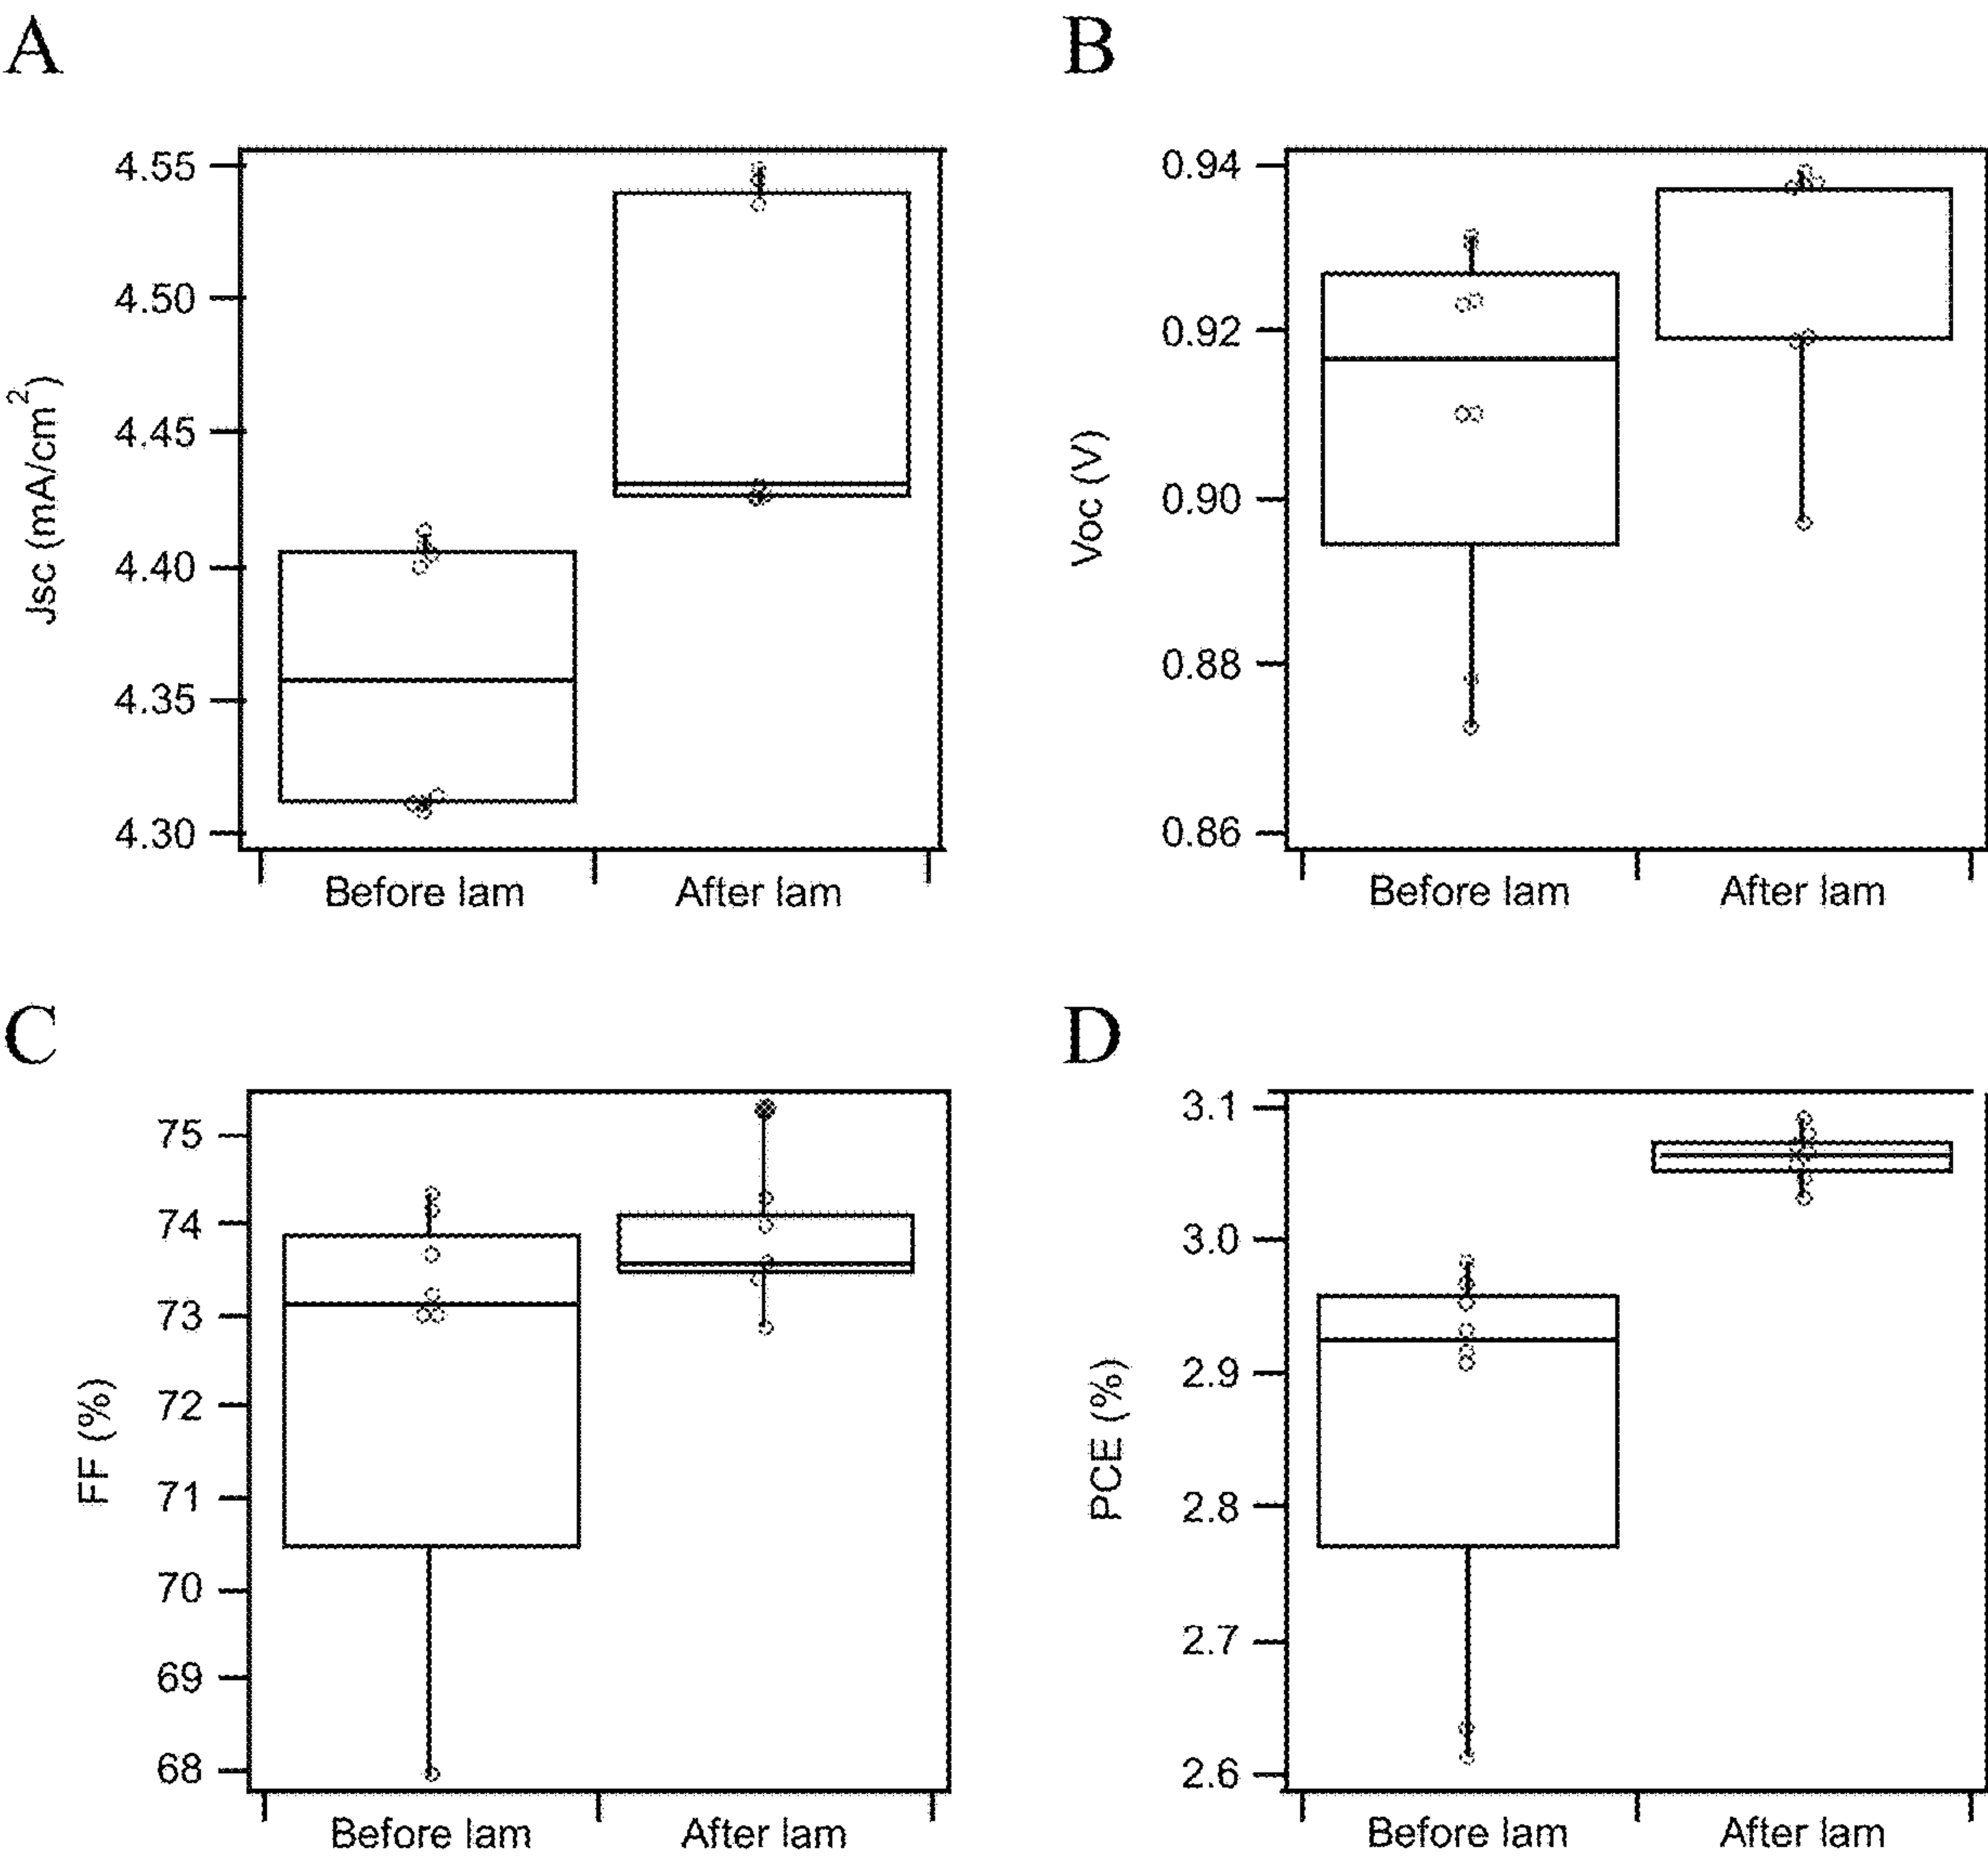 A
B
4.55
4.50
4.45
4.40
4.35
4.30
Jsc (mA/cm²)
Before lam
After lam
0.94
0.92
0.90
0.88
0.86
Voc (V)
Before lam
After lam
C
D
75
74
73
72
71
70
69
68
FF (%)
Before lam
After lam
3.1
3.0
2.9
2.8
2.7
2.6
PCE (%)
Before lam
After lam